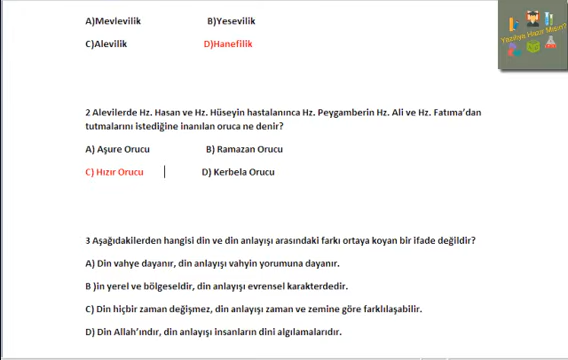 A)Mevlevilik B)Yesevilik
C)Alevilik D)Hanefilik
Yazılıya Hazır Mısın?
2 Alevilerde Hz. Hasan ve Hz. Hüseyin hastalanınca Hz. Peygamberin Hz. Ali ve Hz. Fatıma'dan
tutmalarını istediğine inanılan oruca ne denir?
A) Aşure Orucu B) Ramazan Orucu
C) Hızır Orucu D) Kerbela Orucu
3 Aşağıdakilerden hangisi din ve din anlayışı arasındaki farkı ortaya koyan bir ifade değildir?
A) Din vahye dayanır, din anlayışı vahyin yorumuna dayanır.
B )in yerel ve bölgeseldir, din anlayışı evrensel karakterdedir.
C) Din hiçbir zaman değişmez, din anlayışı zaman ve zemine göre farklılaşabilir.
D) Din Allah'ındır, din anlayışı insanların dini algılamalarıdır.